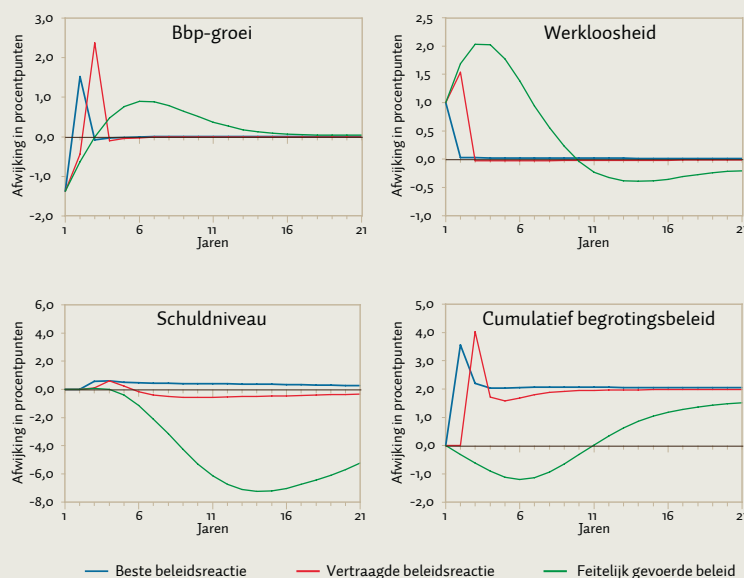 Bbp-groei
Afwijking in procentpunten
3,0
2,0
1,0
0,0
-1,0
-2,0
1 6 11 16 21
Jaren
Werkloosheid
Afwijking in procentpunten
2,5
2,0
1,5
1,0
0,5
0,0
-0,5
-1,0
1 6 11 16 21
Jaren
Schuldniveau
Afwijking in procentpunten
6,0
4,0
2,0
0,0
-2,0
-4,0
-6,0
-8,0
1 6 11 16 21
Jaren
Cumulatief begrotingsbeleid
Afwijking in procentpunten
5,0
4,0
3,0
2,0
1,0
0,0
-1,0
-2,0
1 6 11 16 21
Jaren
Beste beleidsreactie Vertraagde beleidsreactie Feitelijk gevoerde beleid